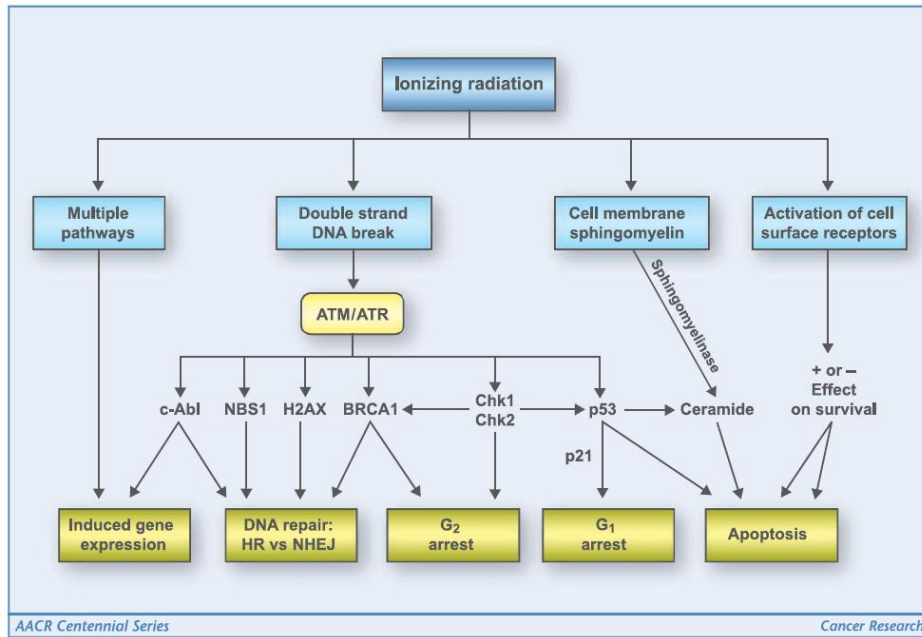 Ionizing radiation
Multiple
pathways
Double strand
DNA break
Cell membrane
sphingomyelin
Activation of cell
surface receptors
Sphingomyelinase
ATM/ATR
c-Abl
NBS1
H2AX
BRCA1
Chk1
Chk2
p53
Ceramide
+ or –
Effect
on survival
p21
Induced gene
expression
DNA repair:
HR vs NHEJ
G₂
arrest
G₁
arrest
Apoptosis
AACR Centennial Series
Cancer Research